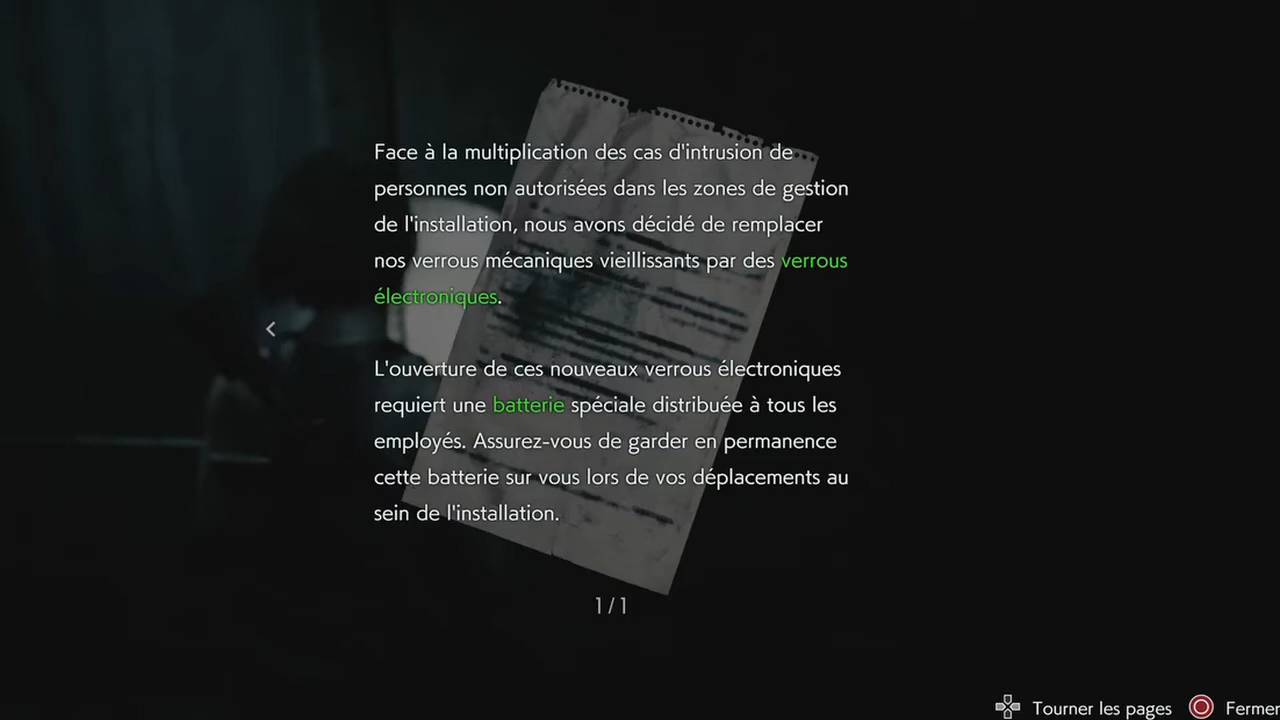 Face à la multiplication des cas d'intrusion de
personnes non autorisées dans les zones de gestion
de l'installation, nous avons décidé de remplacer
nos verrous mécaniques vieillissants par des verrous
électroniques.
L'ouverture de ces nouveaux verrous électroniques
requiert une batterie spéciale distribuée à tous les
employés. Assurez-vous de garder en permanence
cette batterie sur vous lors de vos déplacements au
sein de l'installation.
1 / 1
Tourner les pages Fermer